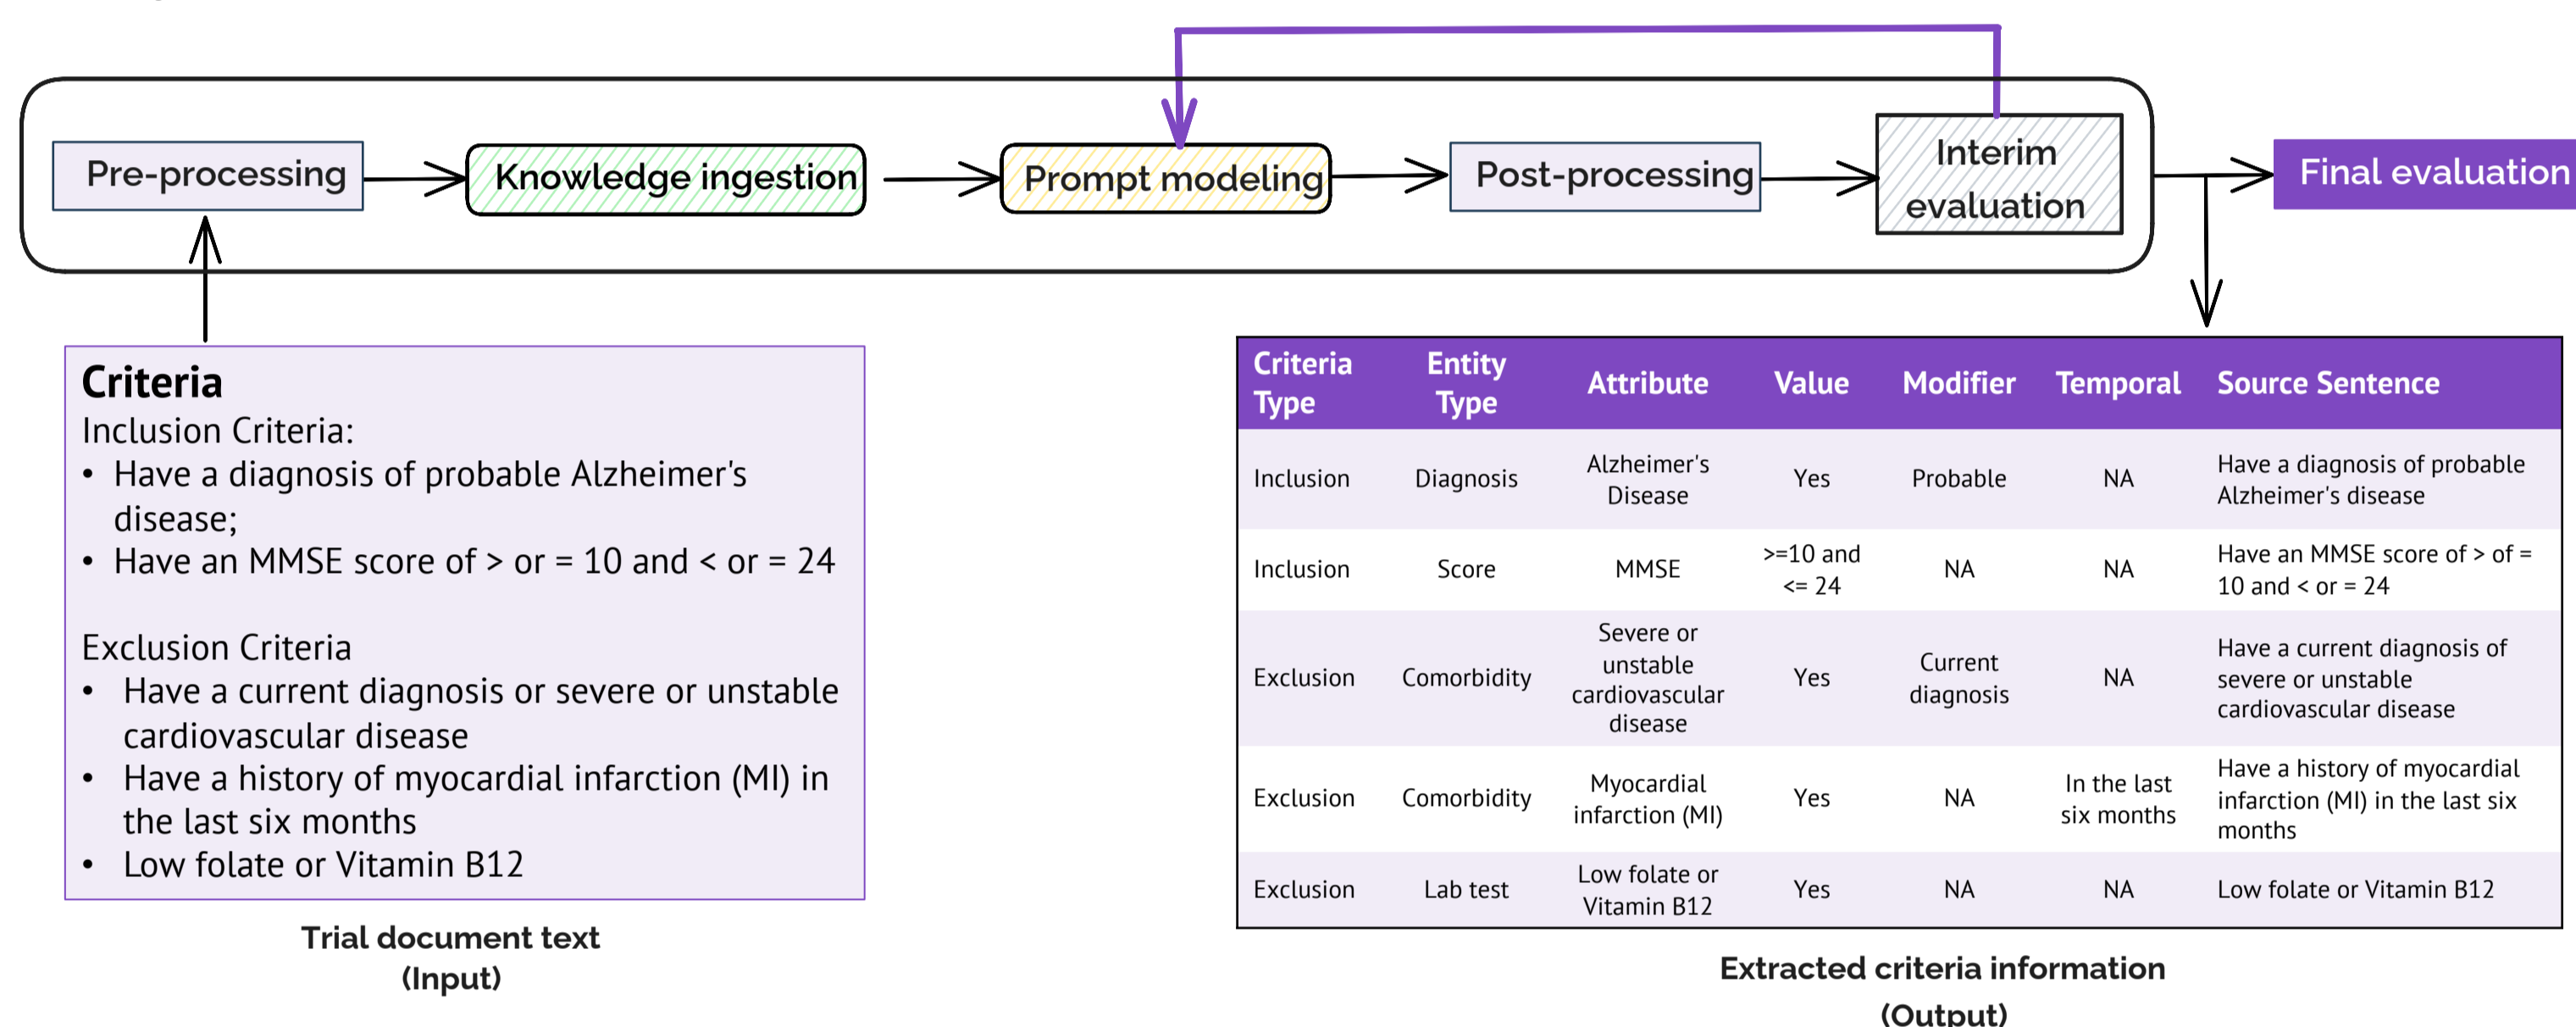 Pre-processing
Knowledge ingestion
Prompt modeling
Post-processing
Interim
evaluation
Final evaluation
Criteria
Inclusion Criteria:
• Have a diagnosis of probable Alzheimer's
disease;
• Have an MMSE score of > or = 10 and < or = 24
Exclusion Criteria
• Have a current diagnosis or severe or unstable
cardiovascular disease
• Have a history of myocardial infarction (MI) in
the last six months
• Low folate or Vitamin B12
Trial document text
(Input)
Criteria
Type
Entity
Type
Attribute
Value
Modifier
Temporal
Source Sentence
Inclusion
Diagnosis
Alzheimer's
Disease
Yes
Probable
NA
Have a diagnosis of probable
Alzheimer's disease
Inclusion
Score
MMSE
>=10 and
<= 24
NA
NA
Have an MMSE score of > of =
10 and < or = 24
Exclusion
Comorbidity
Severe or
unstable
cardiovascular
disease
Yes
Current
diagnosis
NA
Have a current diagnosis of
severe or unstable
cardiovascular disease
Exclusion
Comorbidity
Myocardial
infarction (MI)
Yes
NA
In the last
six months
Have a history of myocardial
infarction (MI) in the last six
months
Exclusion
Lab test
Low folate or
Vitamin B12
Yes
NA
NA
Low folate or Vitamin B12
Extracted criteria information
(Output)